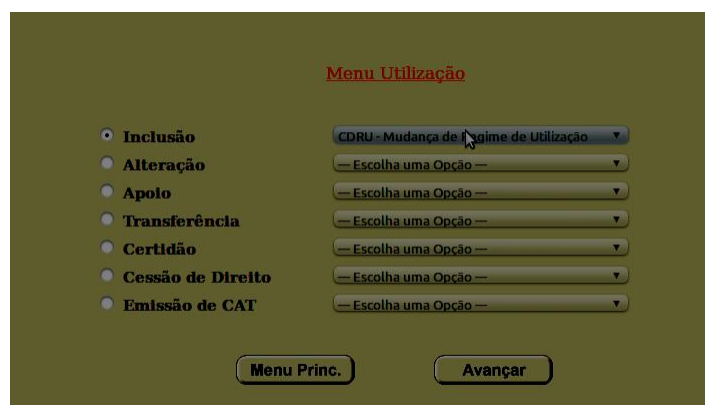 Menu Utilização
Inclusão CDRU - Mudança de Regime de Utilização
Alteração — Escolha uma Opção —
Apoio — Escolha uma Opção —
Transferência — Escolha uma Opção —
Certidão — Escolha uma Opção —
Cessão de Direito — Escolha uma Opção —
Emissão de CAT — Escolha uma Opção —
Menu Princ. Avançar